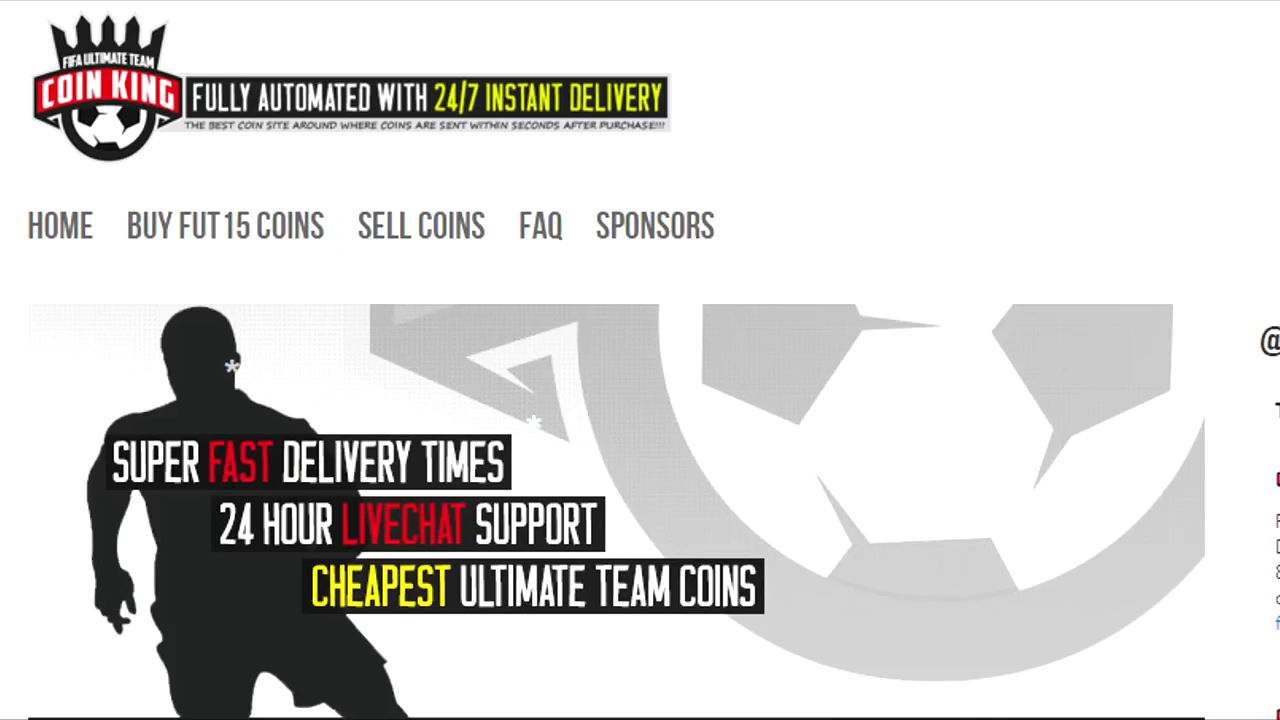 FIFA ULTIMATE TEAM
COIN KING
FULLY AUTOMATED WITH 24/7 INSTANT DELIVERY
THE BEST COIN SITE AROUND WHERE COINS ARE SENT WITHIN SECONDS AFTER PURCHASE!!!
HOME BUY FUT15 COINS SELL COINS FAQ SPONSORS
@
SUPER FAST DELIVERY TIMES
24 HOUR LIVECHAT SUPPORT
CHEAPEST ULTIMATE TEAM COINS